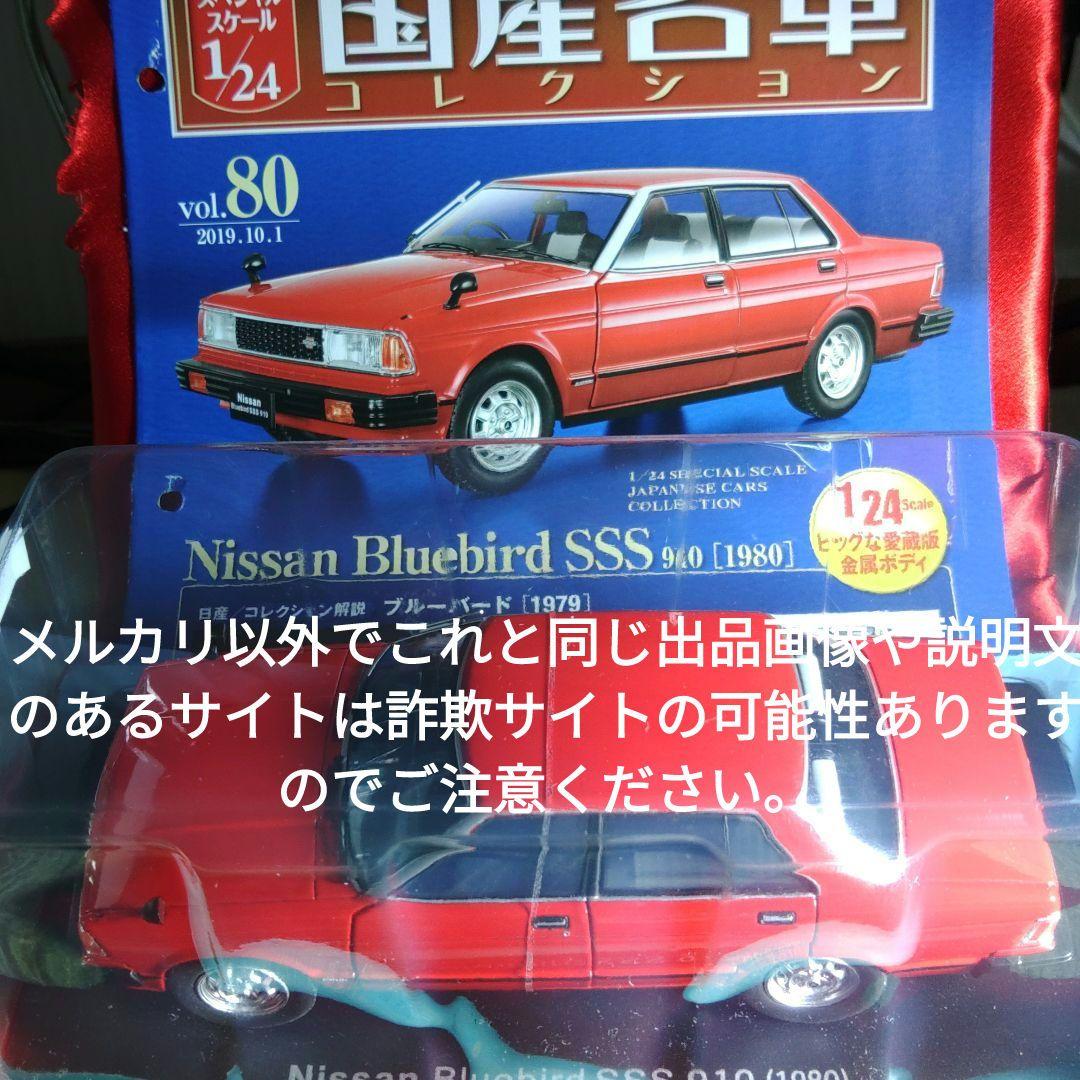 スペシャル
スケール
1/24
国産名車
コレクション
vol.80
2019.10.1
Nissan
Bluebird SSS 910
1/24 SPECIAL SCALE
JAPANESE CARS
COLLECTION
1 24 Scale
ビッグな愛蔵版
金属ボディ
Nissan Bluebird SSS 910 [1980]
日産/コレクション解説 ブルーバード [1979]
メルカリ以外でこれと同じ出品画像や説明文
のあるサイトは詐欺サイトの可能性あります
のでご注意ください。
Nissan Bluebird SSS 910 (1980)